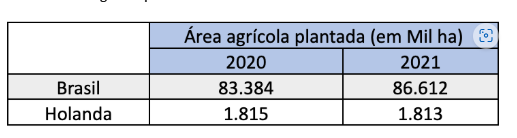 Área agrícola plantada (em Mil ha)
2020 2021
Brasil 83.384 86.612
Holanda 1.815 1.813